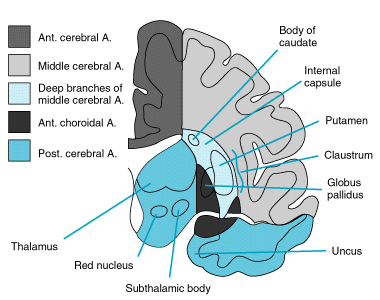 Ant. cerebral A.
Middle cerebral A.
Deep branches of
middle cerebral A.
Ant. choroidal A.
Post. cerebral A.
Body of
caudate
Internal
capsule
Putamen
Claustrum
Globus
pallidus
Uncus
Thalamus
Red nucleus
Subthalamic body